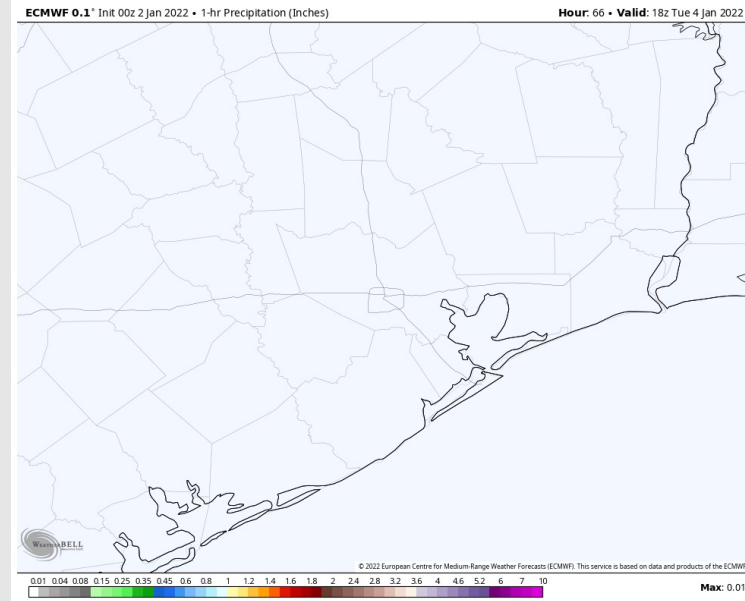 ECMWF 0.1° Init 00z 2 Jan 2022 • 1-hr Precipitation (Inches)
Hour: 66 • Valid: 18z Tue 4 Jan 2022
WeatherBELL
© 2022 European Centre for Medium-Range Weather Forecasts (ECMWF). This service is based on data and products of the ECMWF
0.01 0.04 0.08 0.15 0.25 0.35 0.45 0.6 0.8 1 1.2 1.4 1.6 1.8 2 2.4 2.8 3.2 3.6 4 4.6 5.2 6 7 10
Max: 0.01